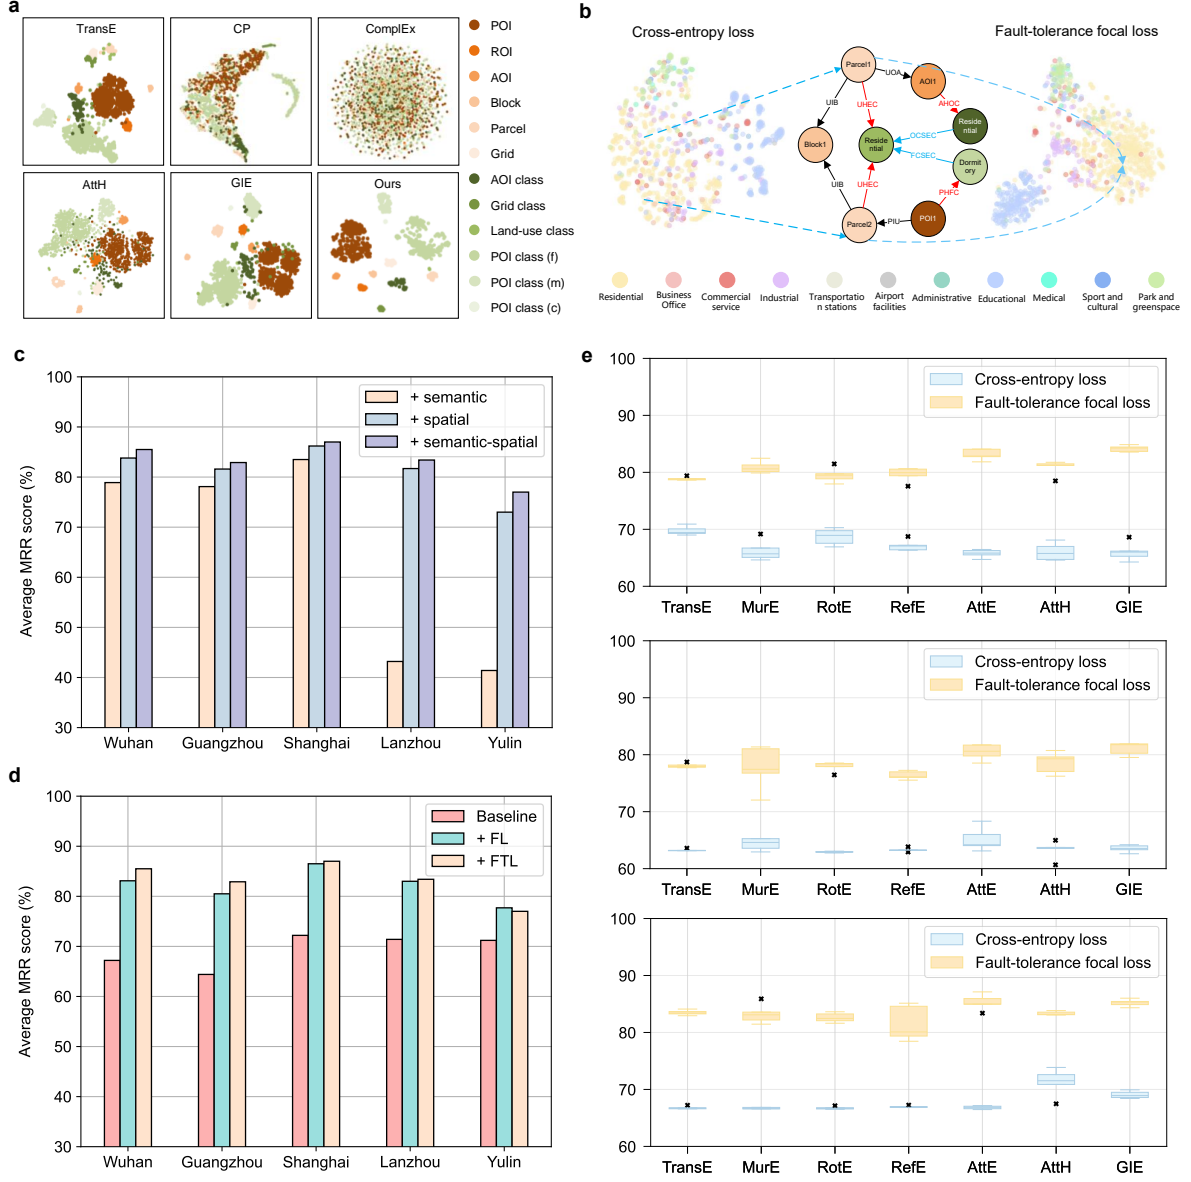 a
TransE
CP
ComplEx
AttH
GIE
Ours
POI
ROI
AOI
Block
Parcel
Grid
AOI class
Grid class
Land-use class
POI class (f)
POI class (m)
POI class (c)
b
Cross-entropy loss
Fault-tolerance focal loss
Parcel1
UOA
AOI1
UIB
UHEC
AHOC
Reside
ntial
OCSEC
Block1
Reside
ntial
FCSEC
Dormit
ory
UIB
UHEC
PHFC
Parcel2
PIU
POI1
Residential
Business
Office
Commercial
service
Industrial
Transportatio
n stations
Airport
facilities
Administrative
Educational
Medical
Sport and
cultural
Park and
greenspace
c
Average MRR score (%)
100
90
80
70
60
50
40
30
+ semantic
+ spatial
+ semantic-spatial
Wuhan
Guangzhou
Shanghai
Lanzhou
Yulin
d
Average MRR score (%)
100
90
80
70
60
50
40
30
Baseline
+ FL
+ FTL
Wuhan
Guangzhou
Shanghai
Lanzhou
Yulin
e
100
90
80
70
60
Cross-entropy loss
Fault-tolerance focal loss
TransE
MurE
RotE
RefE
AttE
AttH
GIE
100
90
80
70
60
Cross-entropy loss
Fault-tolerance focal loss
TransE
MurE
RotE
RefE
AttE
AttH
GIE
100
90
80
70
60
Cross-entropy loss
Fault-tolerance focal loss
TransE
MurE
RotE
RefE
AttE
AttH
GIE